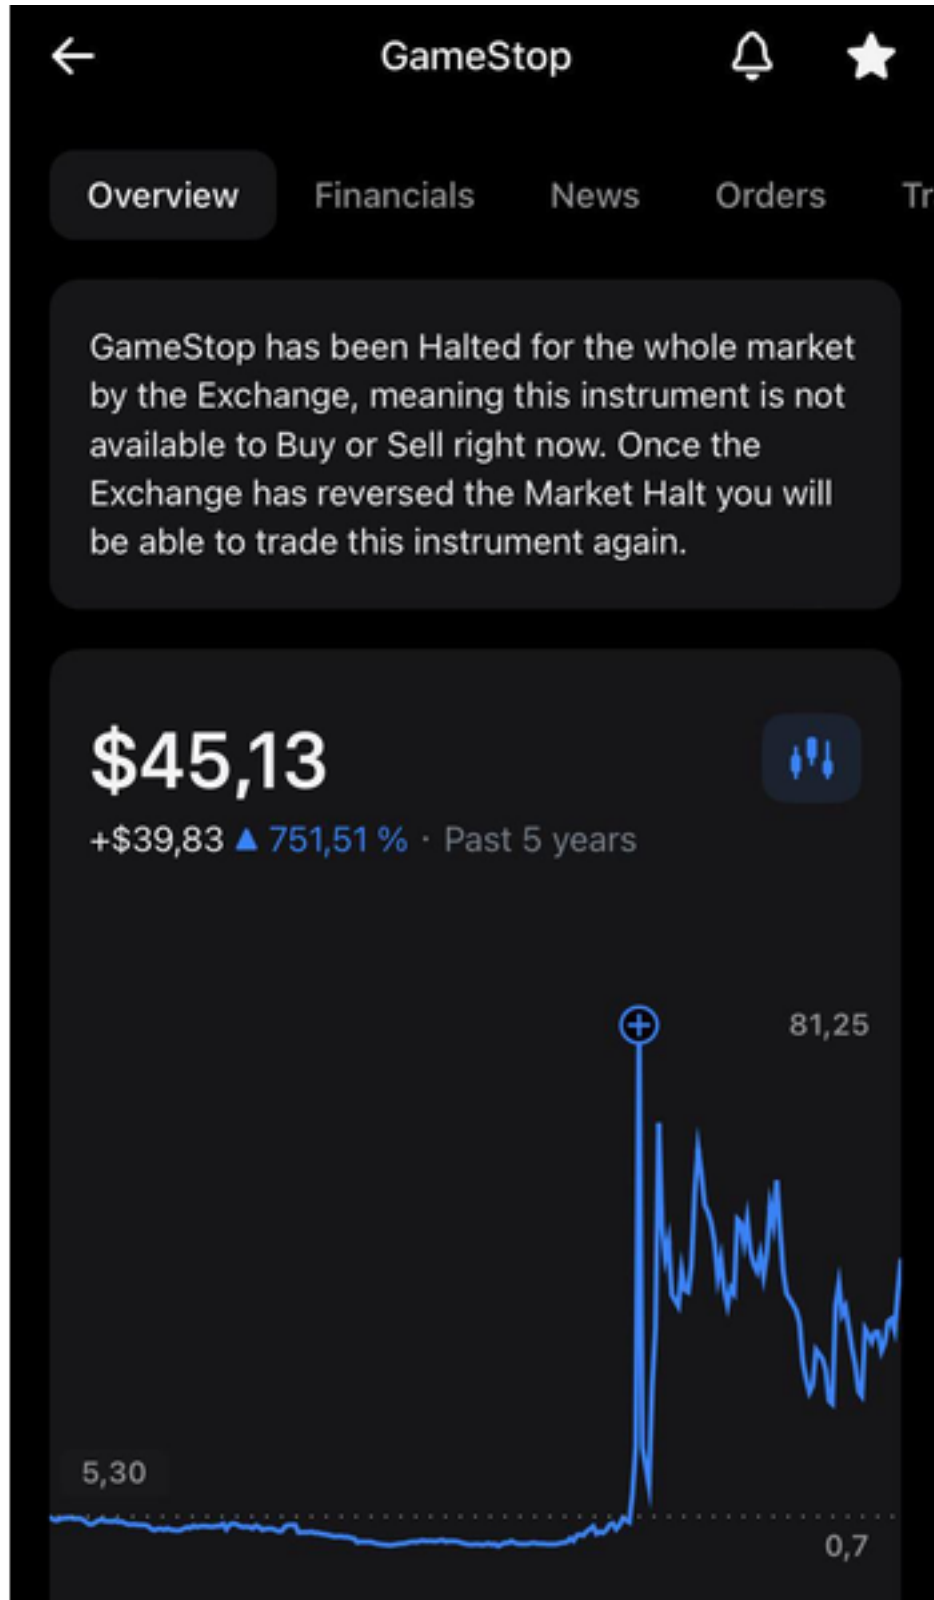 GameStop
Overview Financials News Orders Tr
GameStop has been Halted for the whole market
by the Exchange, meaning this instrument is not
available to Buy or Sell right now. Once the
Exchange has reversed the Market Halt you will
be able to trade this instrument again.
$45,13
+$39,83 ▲ 751,51 % · Past 5 years
81,25
5,30
0,7